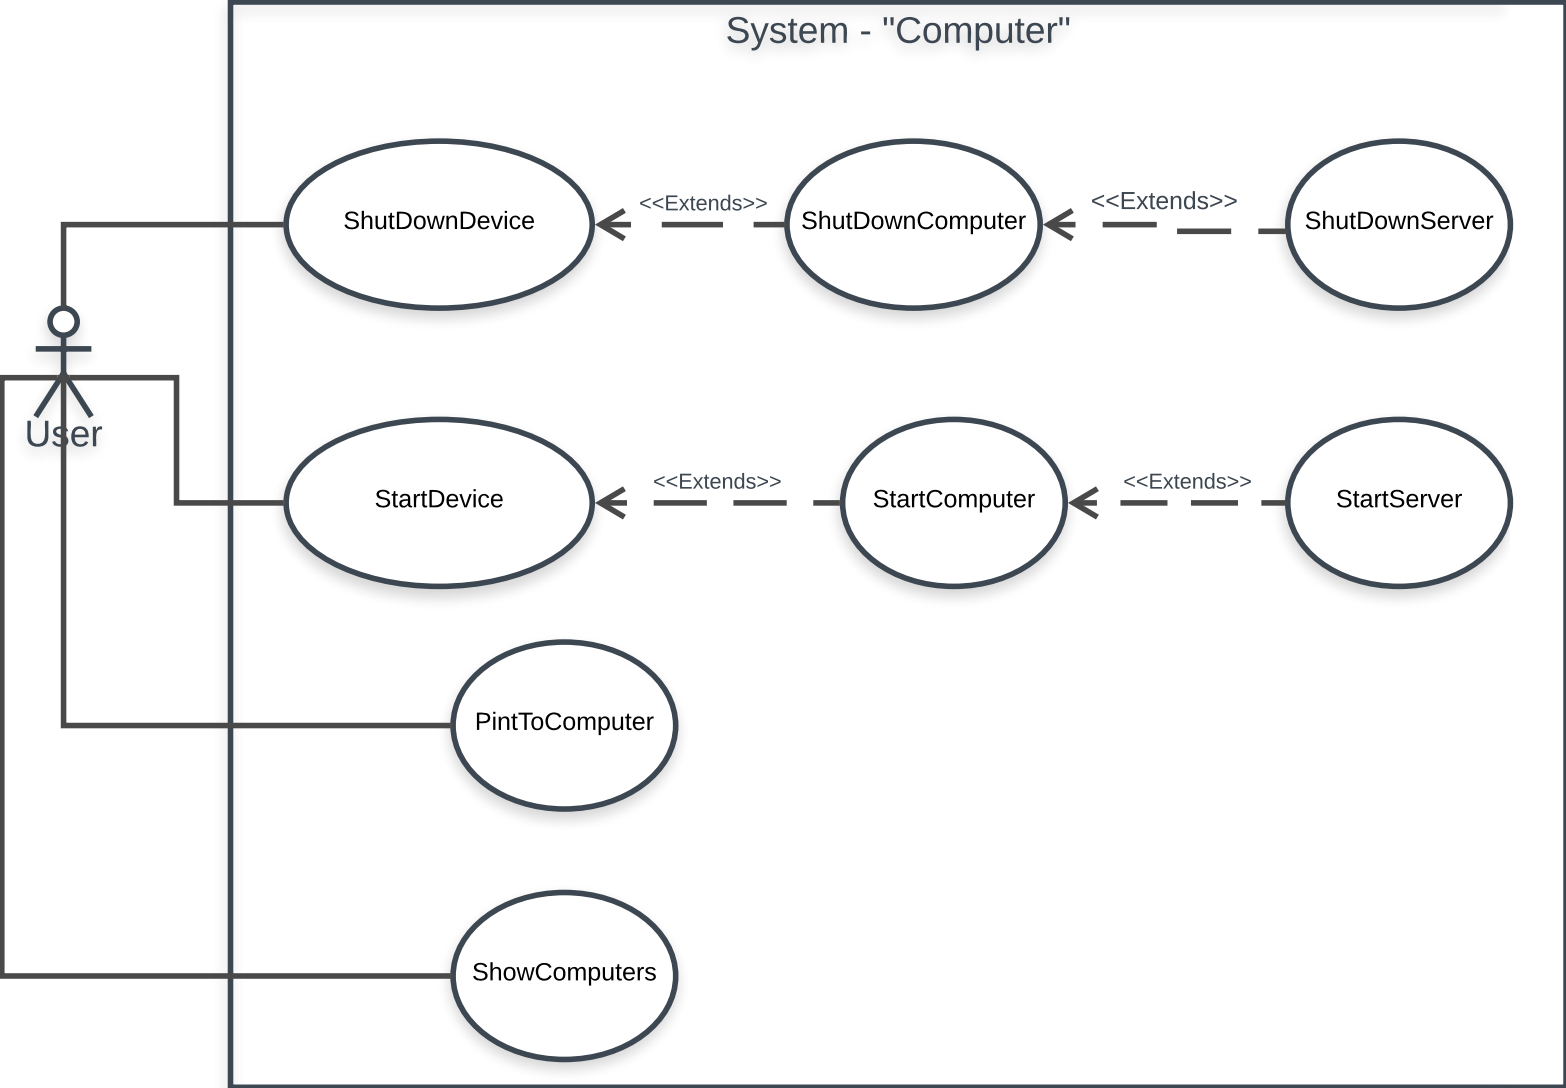 System - "Computer"
ShutDownDevice
<<Extends>>
ShutDownComputer
<<Extends>>
ShutDownServer
User
StartDevice
<<Extends>>
StartComputer
<<Extends>>
StartServer
PintToComputer
ShowComputers